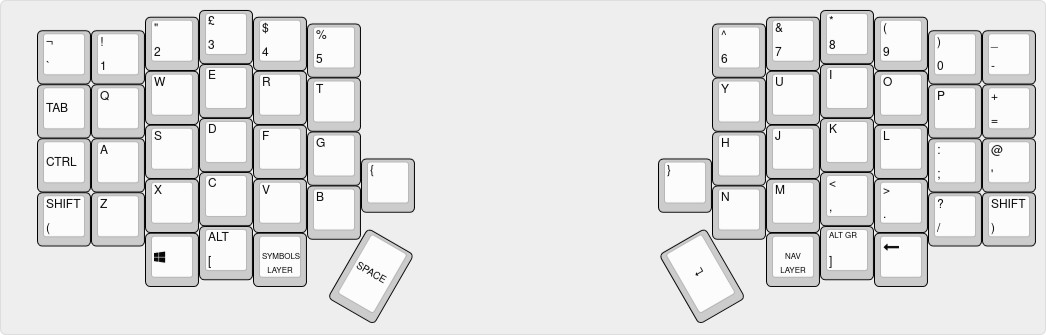 ¬ ! " £ $ % ^ & * ( ) _
` 1 2 3 4 5 6 7 8 9 0 -
TAB Q W E R T Y U I O P +
=
CTRL A S D F G H J K L : @
; '
SHIFT Z X C V B { } N M < > ? SHIFT
( , . / )
ALT ALT GR ←
[ ]
SYMBOLS NAV
LAYER LAYER
SPACE ↵